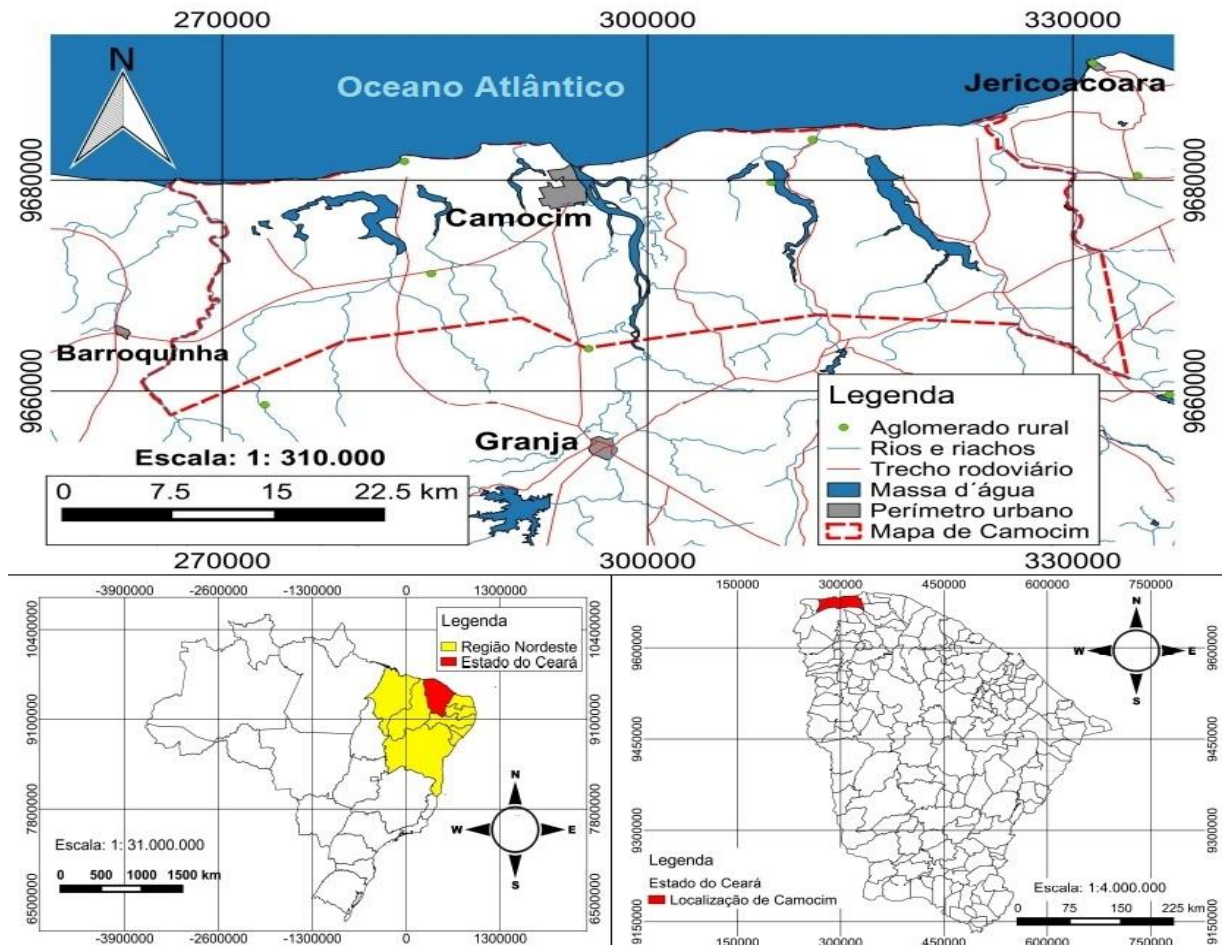 270000 300000 330000
N
Oceano Atlântico
Jericoacoara
9680000 9680000
Camocim
Barroquinha
9660000 9660000
Granja
Escala: 1: 310.000
0 7.5 15 22.5 km
Legenda
Aglomerado rural
Rios e riachos
Trecho rodoviário
Massa d´água
Perímetro urbano
Mapa de Camocim
270000 300000 330000
-3900000 -2600000 -1300000 0 1300000
10400000 10400000
Legenda
Região Nordeste
Estado do Ceará
9100000 9100000
7800000 7800000
N
W E
S
Escala: 1: 31.000.000
0 500 1000 1500 km
6500000 6500000
-3900000 -2600000 -1300000 0 1300000
150000 300000 450000 600000 750000
N
W E
S
9600000 9600000
9450000 9450000
9300000 9300000
Legenda
Estado do Ceará
Localização de Camocim
Escala: 1:4.000.000
0 75 150 225 km
9150000 9150000
150000 300000 450000 600000 750000